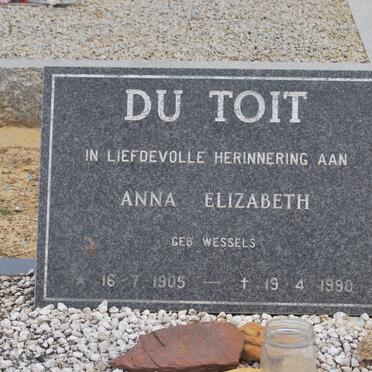 DU TOIT
IN LIEFDEVOLLE HERINNERING AAN
ANNA ELIZABETH
GEB WESSELS
* 16 - 7 - 1905 — † 19 - 4 - 1990